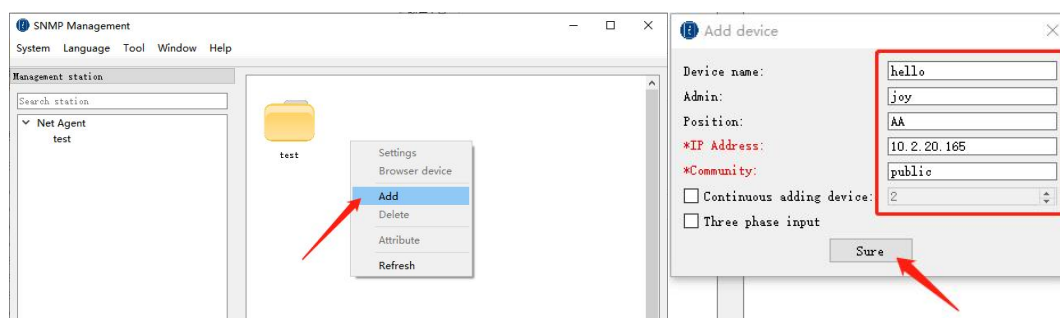 SNMP Management
System Language Tool Window Help
Management station
Search station
Net Agent
test
test
Settings
Browser device
Add
Delete
Attribute
Refresh
Add device
Device name: hello
Admin: joy
Position: AA
*IP Address: 10.2.20.165
*Community: public
Continuous adding device: 2
Three phase input
Sure